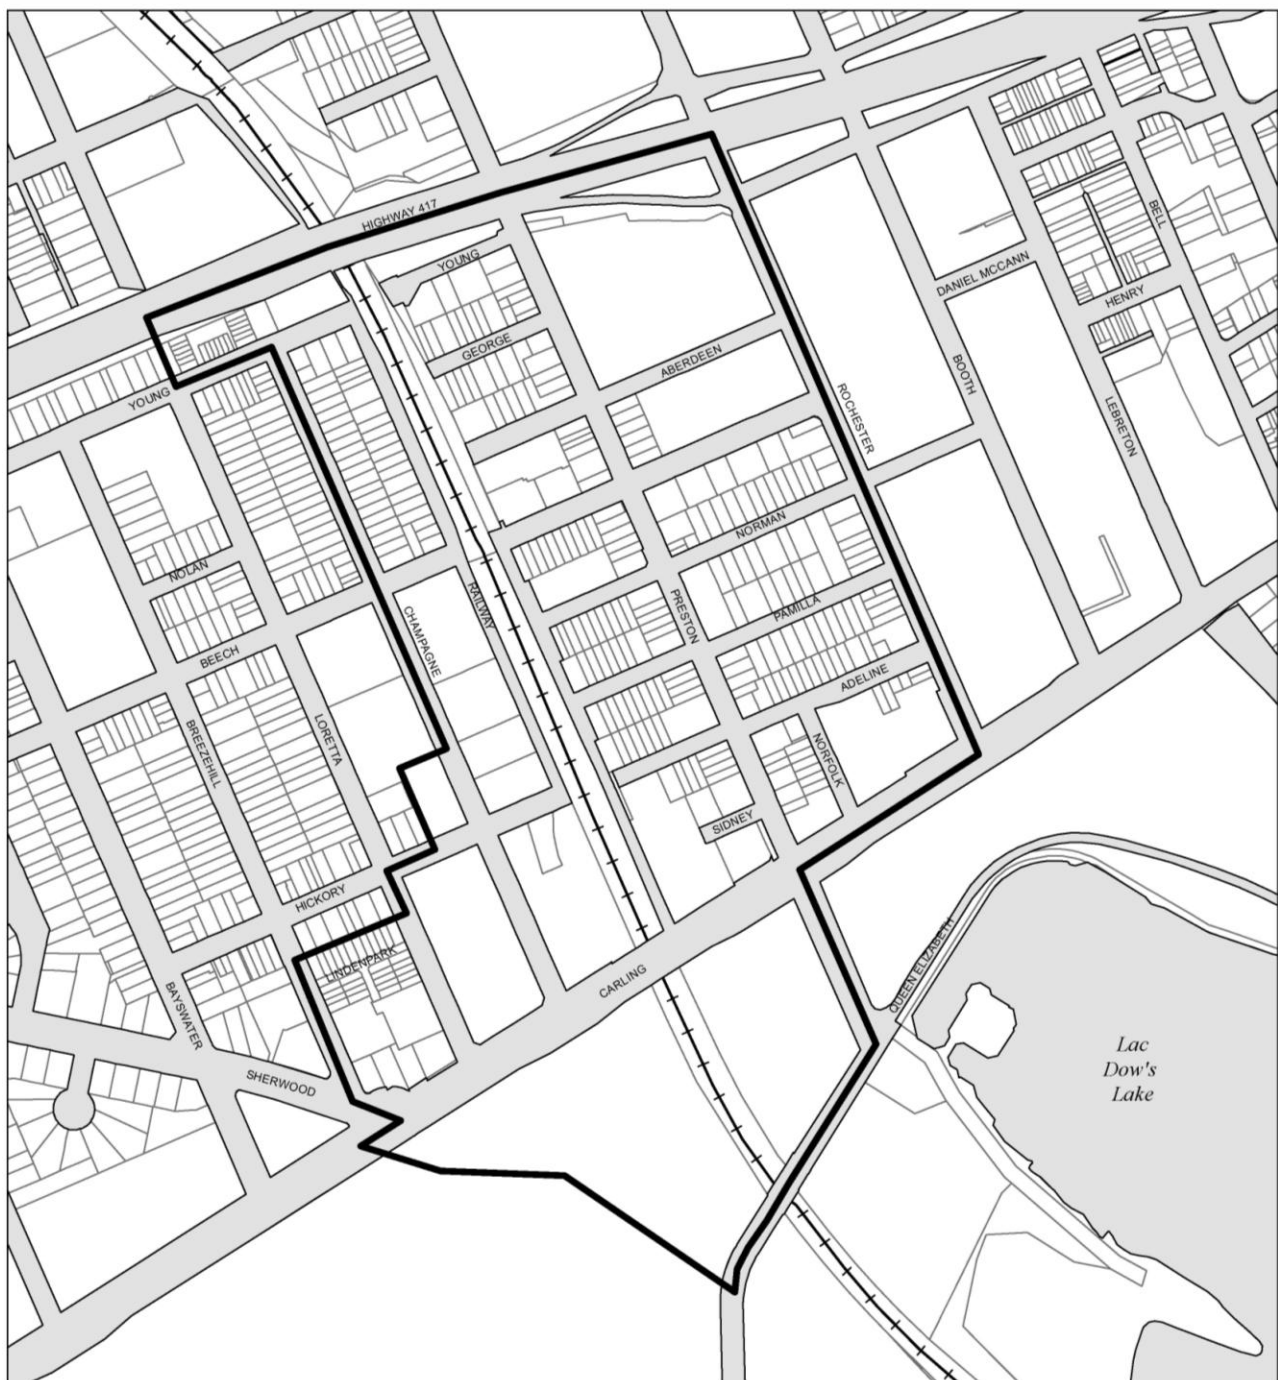 HIGHWAY 417
YOUNG
BELL
DANIEL MCCANN
HENRY
GEORGE
ABERDEEN
BOOTH
YOUNG
ROCHESTER
LEBRETON
NORMAN
NOLAN
RAILWAY
PRESTON
PAMILLA
CHAMPAGNE
BEECH
ADELINE
LORETTA
BREEZEHILL
NORFOLK
SIDNEY
HICKORY
LINDENPARK
QUEEN ELIZABETH
CARLING
BAYSWATER
Lac
Dow's
Lake
SHERWOOD